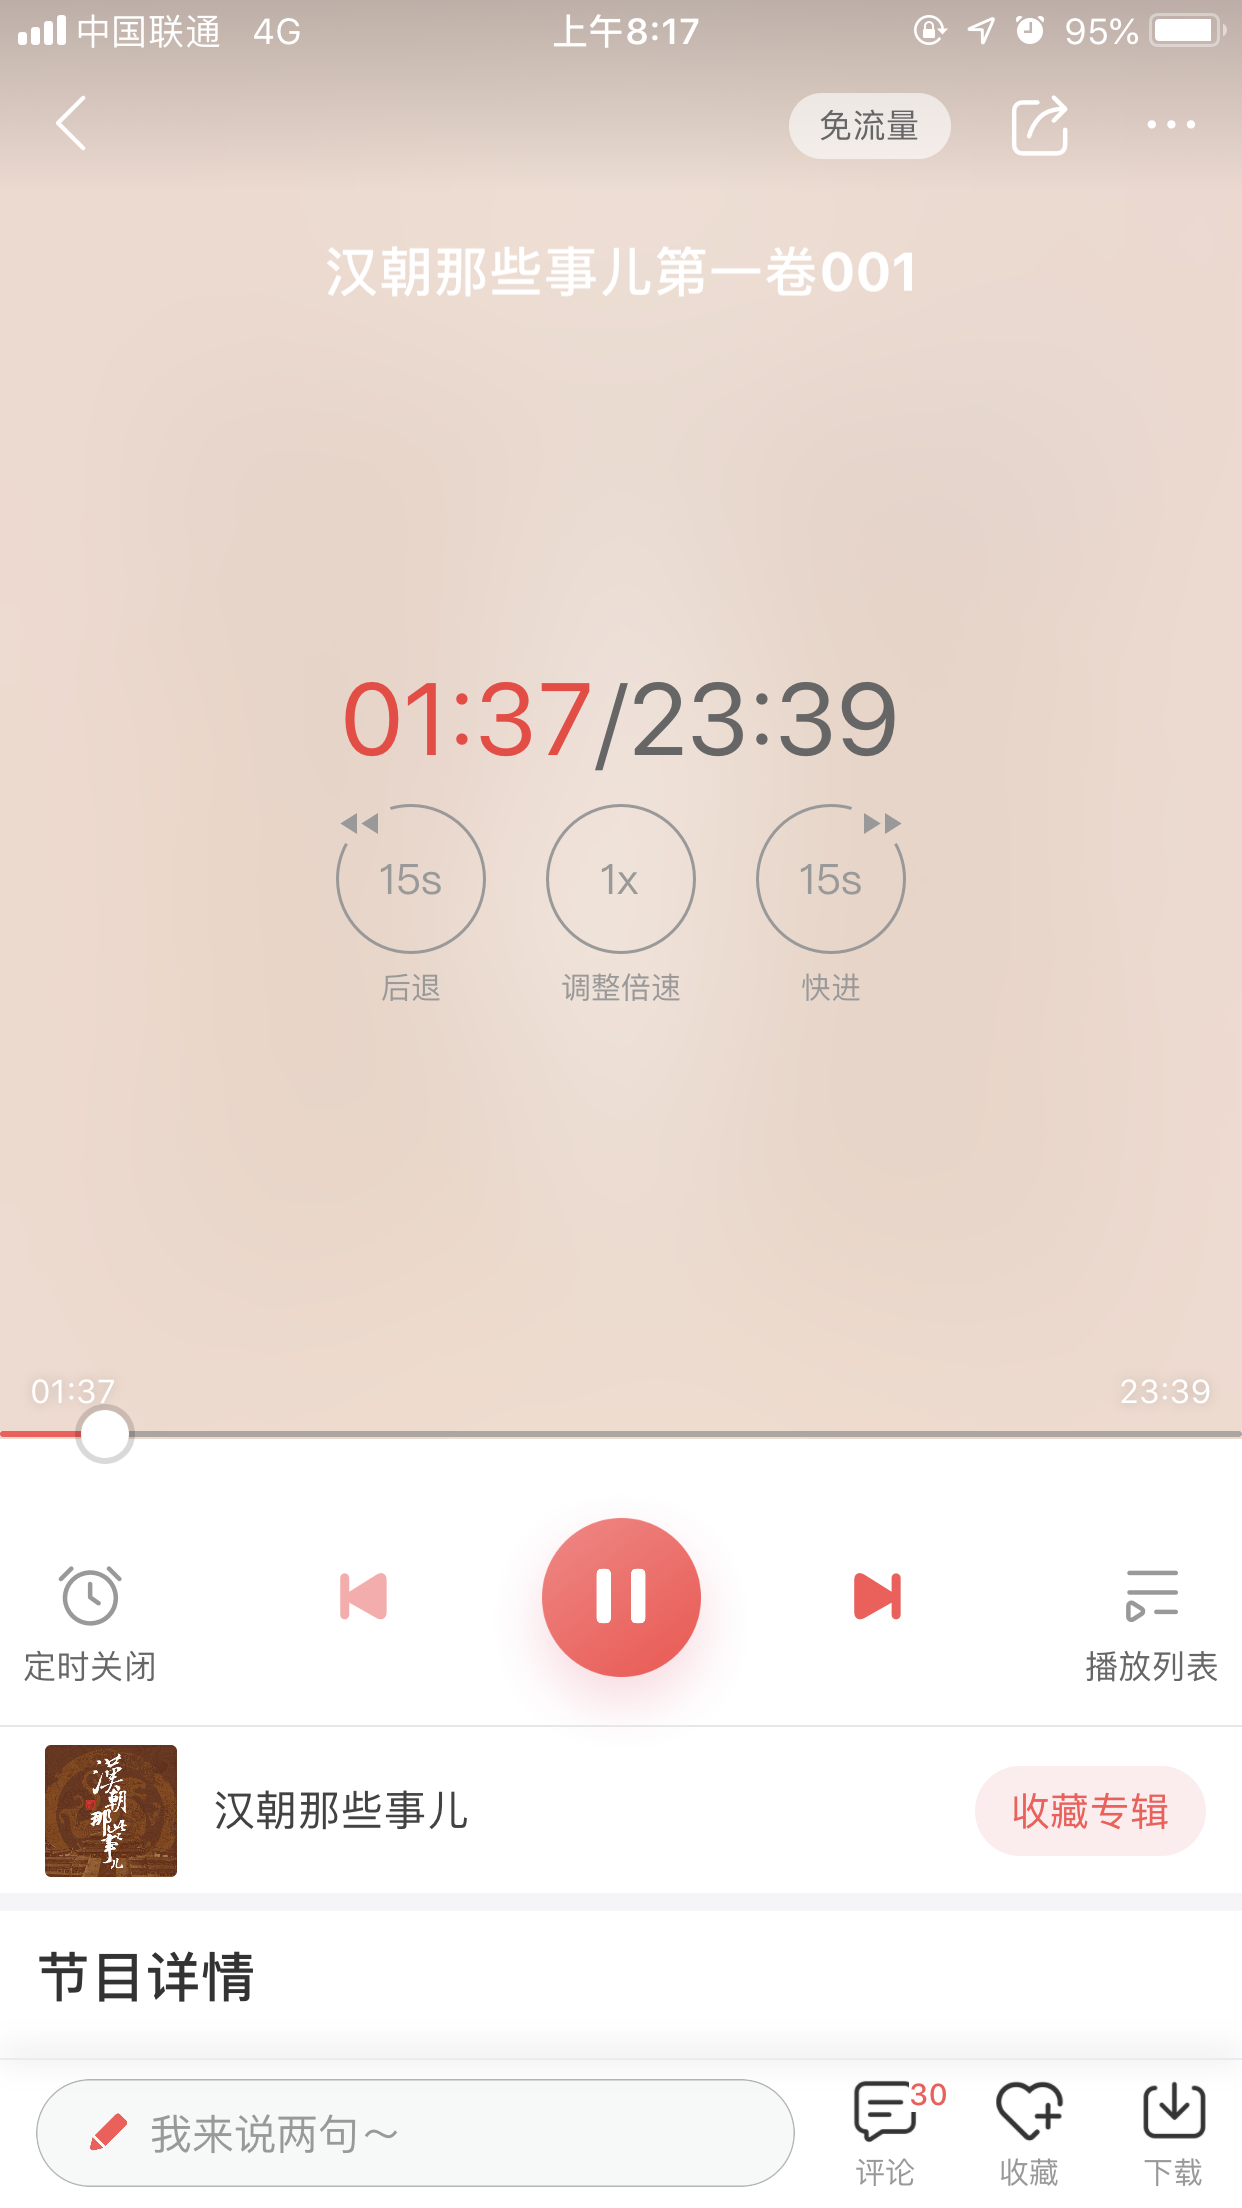 中国联通 4G 上午8:17 95%
免流量
汉朝那些事儿第一卷001
01:37/23:39
15s 1x 15s
后退 调整倍速 快进
01:37 23:39
定时关闭 播放列表
漢朝那些事儿
汉朝那些事儿 收藏专辑
节目详情
我来说两句～ 30
评论 收藏 下载